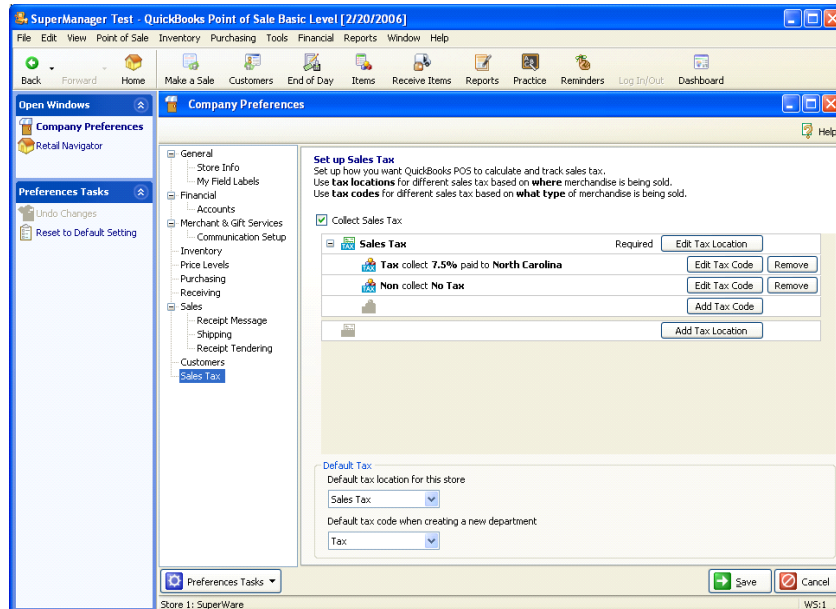 SuperManager Test - QuickBooks Point of Sale Basic Level [2/20/2006]
File Edit View Point of Sale Inventory Purchasing Tools Financial Reports Window Help
Back Forward Home Make a Sale Customers End of Day Items Receive Items Reports Practice Reminders Log In/Out Dashboard
Open Windows
Company Preferences
Retail Navigator
Preferences Tasks
Undo Changes
Reset to Default Setting
Company Preferences
Help
General
Store Info
My Field Labels
Financial
Accounts
Merchant & Gift Services
Communication Setup
Inventory
Price Levels
Purchasing
Receiving
Sales
Receipt Message
Shipping
Receipt Tendering
Customers
Sales Tax
Set up Sales Tax
Set up how you want QuickBooks POS to calculate and track sales tax.
Use tax locations for different sales tax based on where merchandise is being sold.
Use tax codes for different sales tax based on what type of merchandise is being sold.
Collect Sales Tax
TAX Sales Tax Required Edit Tax Location
TAX Tax collect 7.5% paid to North Carolina Edit Tax Code Remove
TAX Non collect No Tax Edit Tax Code Remove
Add Tax Code
Add Tax Location
Default Tax
Default tax location for this store
Sales Tax
Default tax code when creating a new department
Tax
Preferences Tasks Save Cancel
Store 1: SuperWare WS:1